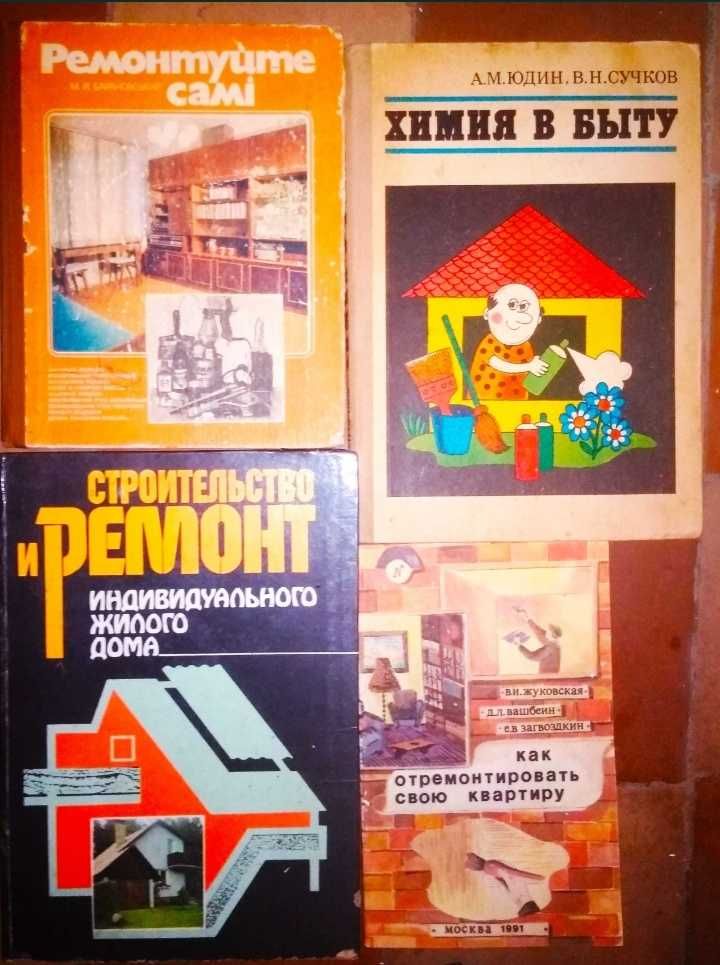 Ремонтуйте
самі
А.М.ЮДИН, В.Н.СУЧКОВ
ХИМИЯ В БЫТУ
СТРОИТЕЛЬСТВО
И РЕМОНТ
ИНДИВИДУАЛЬНОГО
ЖИЛОГО
ДОМА
·В.И.ЖУКОВСКАЯ·
·Д.Л.ВАШБЕИН·
·Е.В.ЗАГВОЗДКИН·
как
отремонтировать
свою квартиру
· МОСКВА 1991 ·